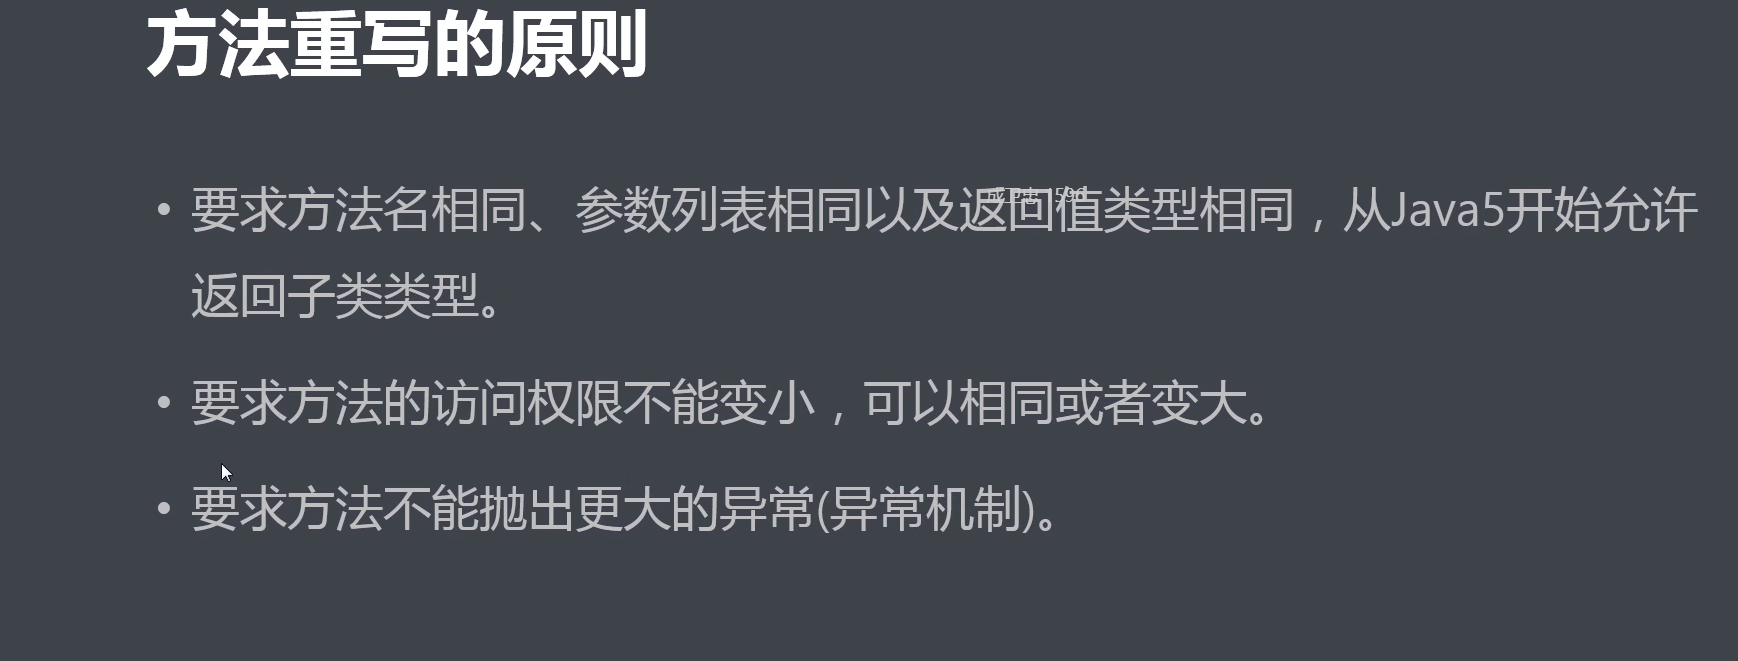 方法重写的原则
• 要求方法名相同、参数列表相同以及返回值类型相同，从Java5开始允许
返回子类类型。
• 要求方法的访问权限不能变小，可以相同或者变大。
• 要求方法不能抛出更大的异常(异常机制)。